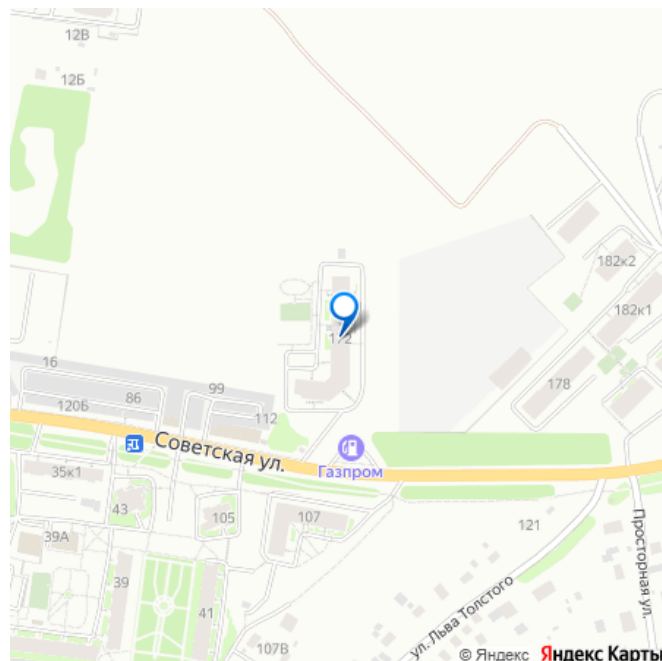 12В
12Б
182к2
182к1
172
16
99
86
178
120Б
112
Советская ул.
Газпром
35к1
43
105
107
121
39А
Просторная ул.
39
41
ул. Льва Толстого
107В
© Яндекс Яндекс Карты